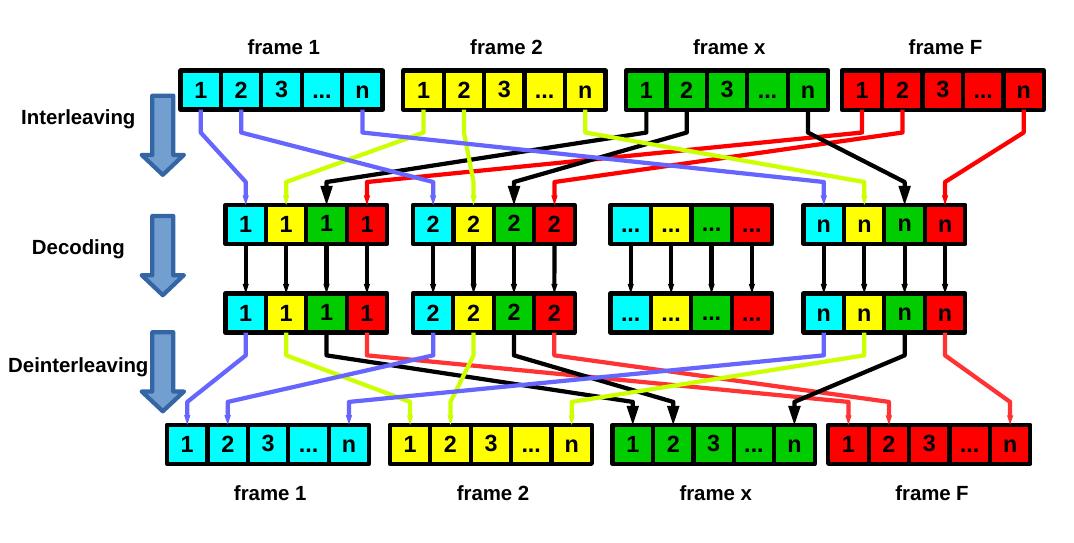 frame 1 frame 2 frame x frame F
1 2 3 ... n 1 2 3 ... n 1 2 3 ... n 1 2 3 ... n
Interleaving
1 1 1 1 2 2 2 2 ... ... ... ... n n n n
Decoding
1 1 1 1 2 2 2 2 ... ... ... ... n n n n
Deinterleaving
1 2 3 ... n 1 2 3 ... n 1 2 3 ... n 1 2 3 ... n
frame 1 frame 2 frame x frame F